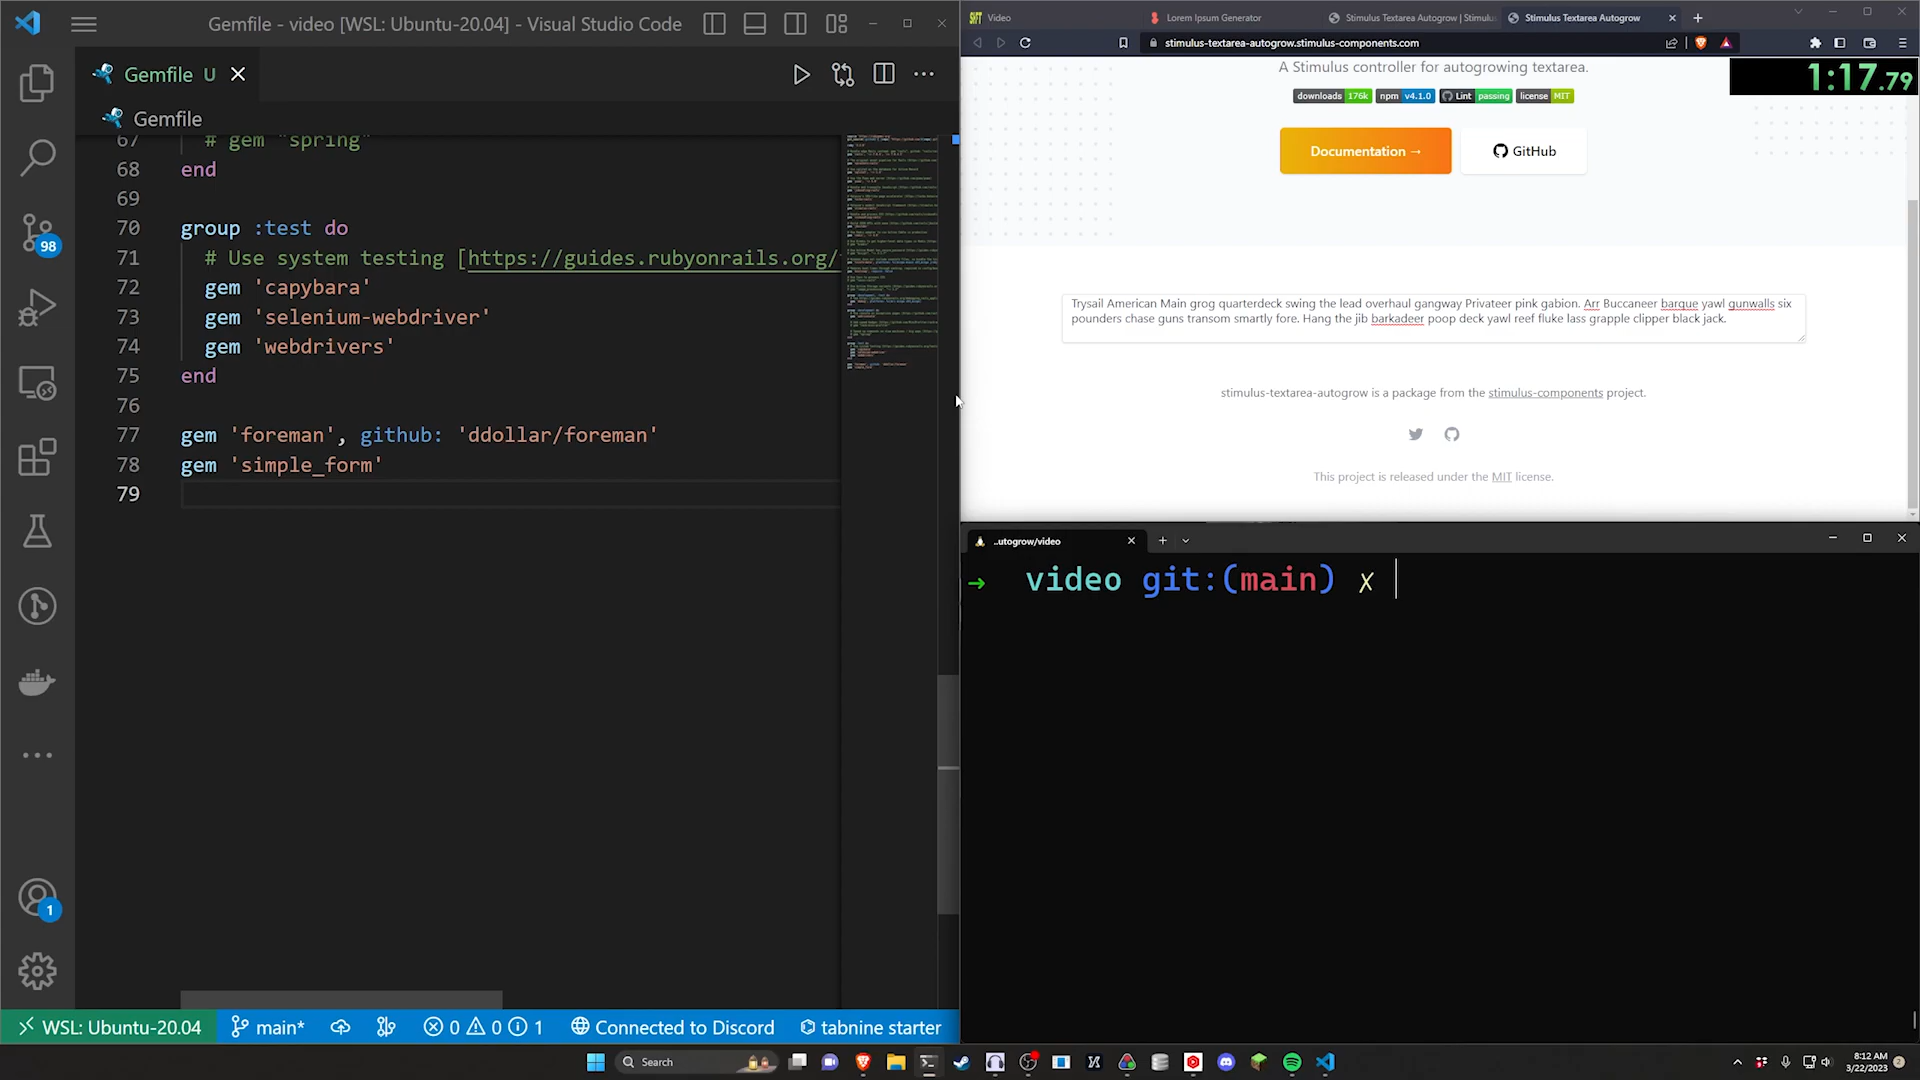 Gemfile - video [WSL: Ubuntu-20.04] - Visual Studio Code
Gemfile U
Gemfile
67 # gem "spring"
68 end
69
70 group :test do
71 # Use system testing [https://guides.rubyonrails.org/
72 gem 'capybara'
73 gem 'selenium-webdriver'
74 gem 'webdrivers'
75 end
76
77 gem 'foreman', github: 'ddollar/foreman'
78 gem 'simple_form'
79
98
1
WSL: Ubuntu-20.04 main* 0 0 1 Connected to Discord tabnine starter
Video
Lorem Ipsum Generator
Stimulus Textarea Autogrow | Stimulus
Stimulus Textarea Autogrow
stimulus-textarea-autogrow.stimulus-components.com
1:17.79
A Stimulus controller for autogrowing textarea.
downloads 176k npm v4.1.0 Lint passing license MIT
Documentation →
GitHub
Trysail American Main grog quarterdeck swing the lead overhaul gangway Privateer pink gabion. Arr Buccaneer barque yawl gunwalls six
pounders chase guns transom smartly fore. Hang the jib barkadeer poop deck yawl reef fluke lass grapple clipper black jack.
stimulus-textarea-autogrow is a package from the stimulus-components project.
This project is released under the MIT license.
..utogrow/video
→ video git:(main) x
Search
8:12 AM
3/22/2023